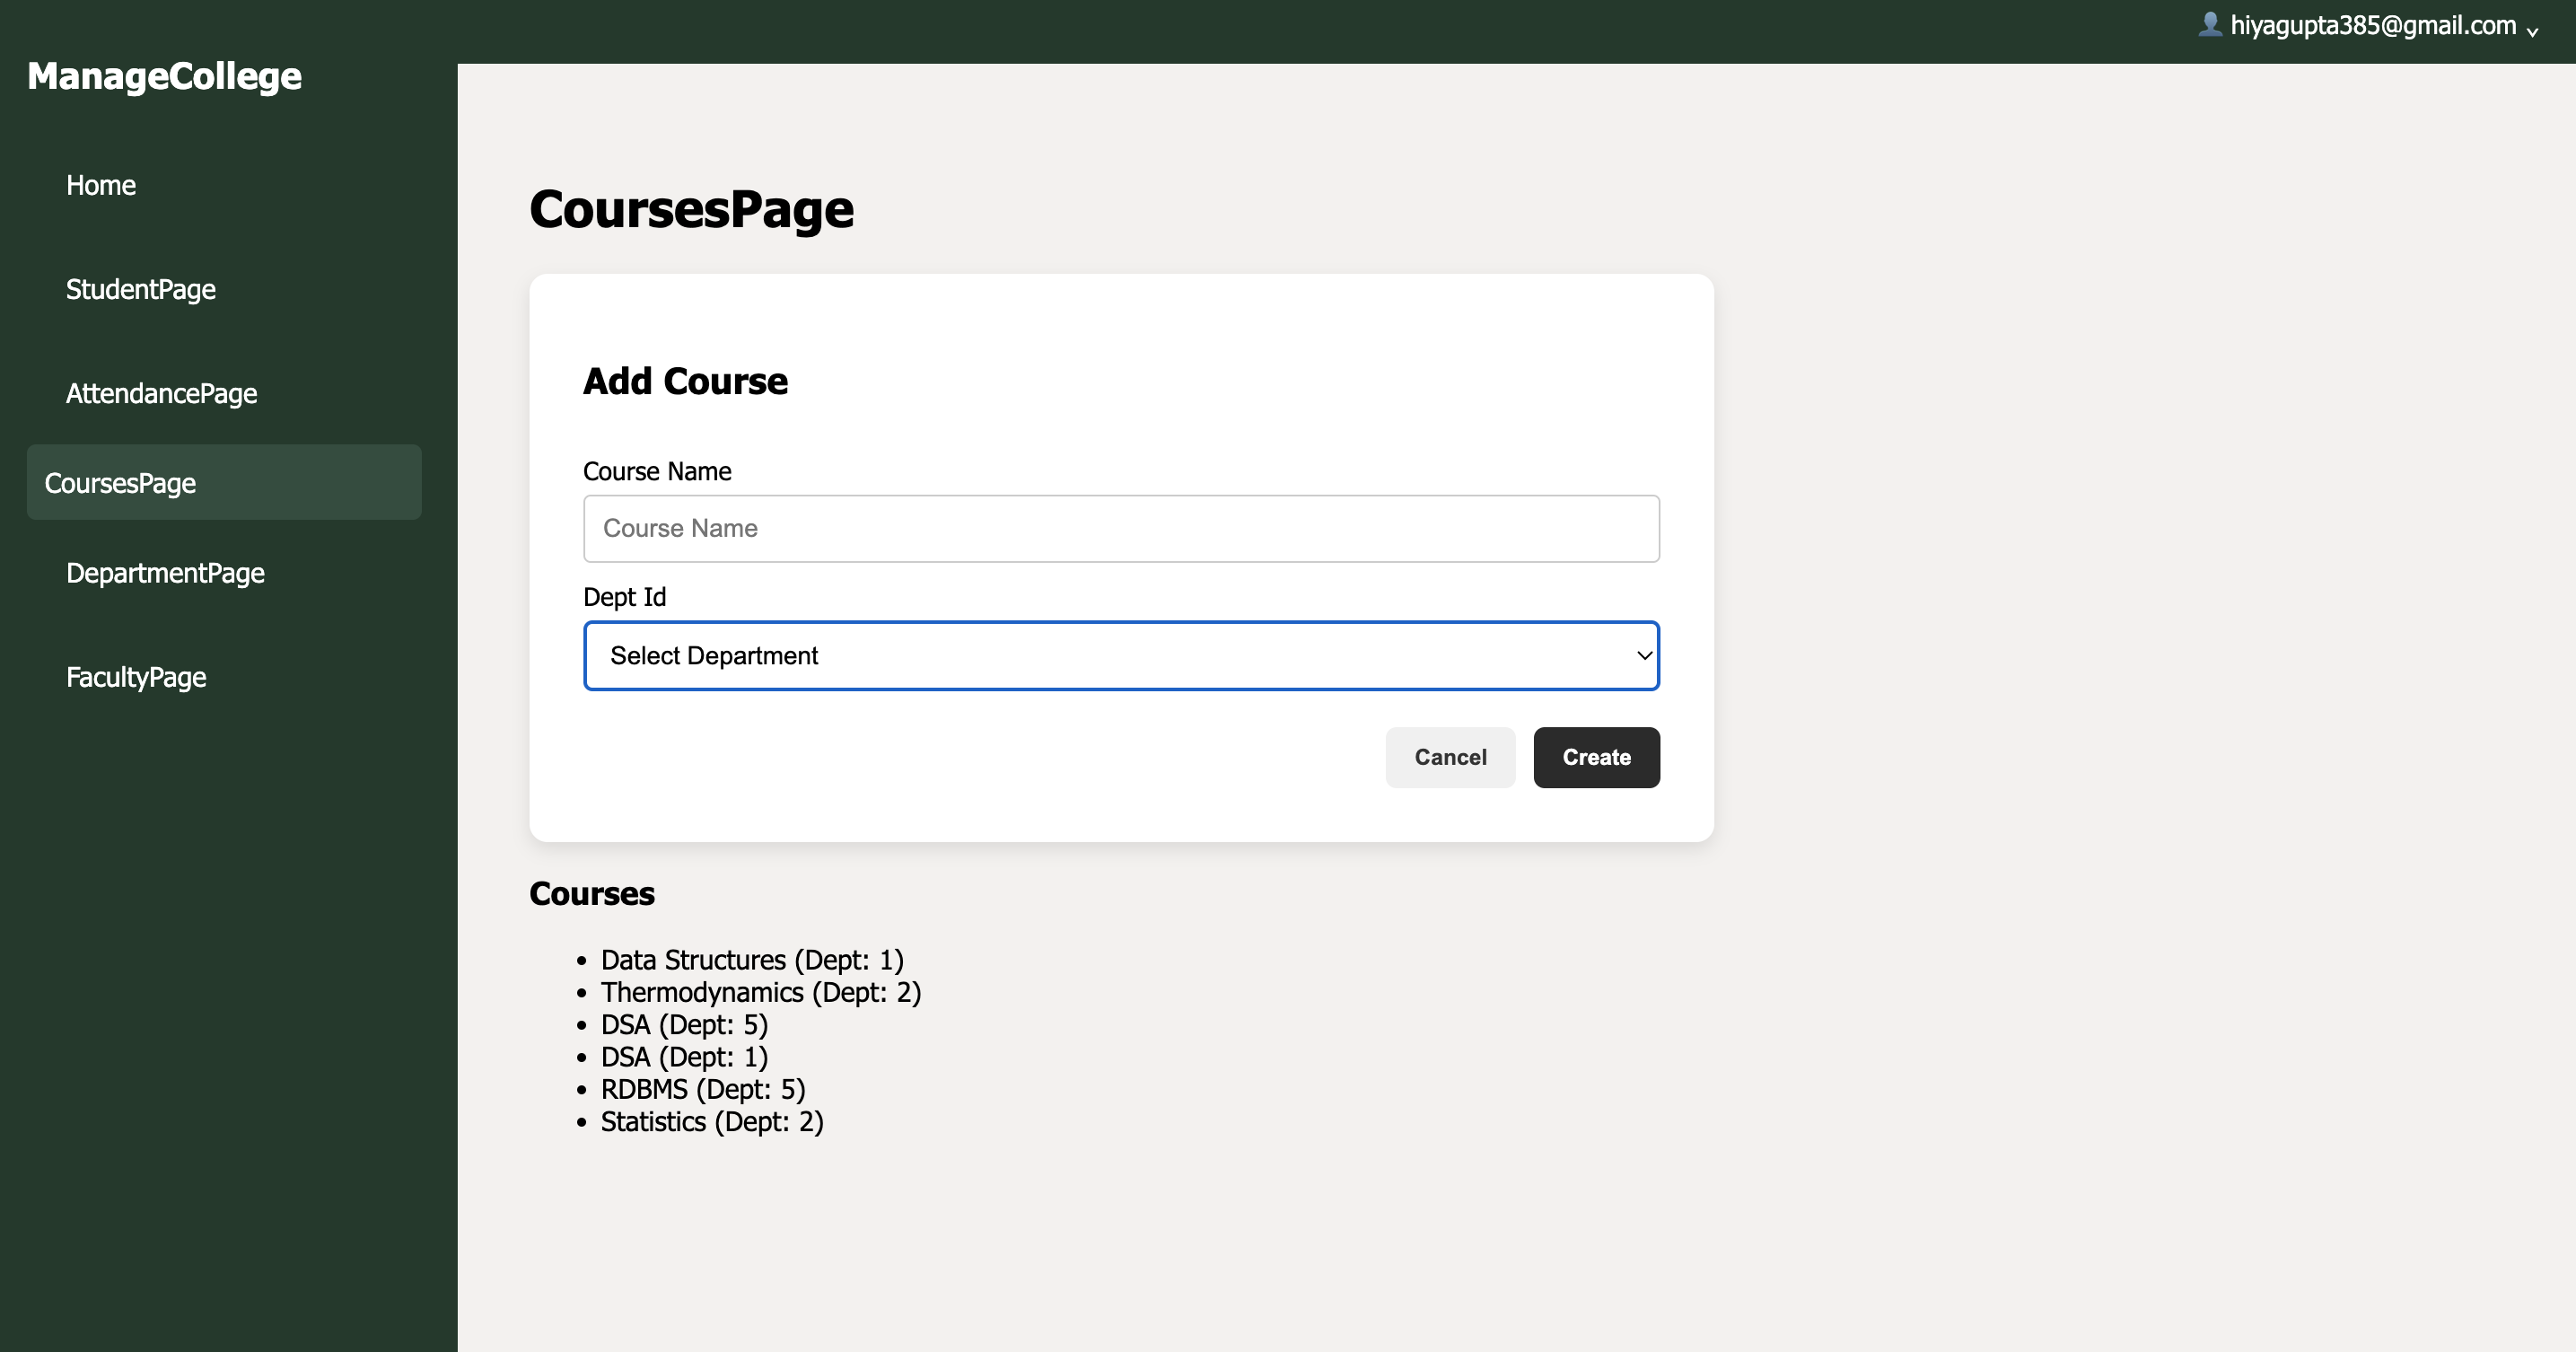 hiyagupta385@gmail.com
ManageCollege
Home
StudentPage
AttendancePage
CoursesPage
DepartmentPage
FacultyPage
CoursesPage
Add Course
Course Name
Course Name
Dept Id
Select Department
Cancel Create
Courses
• Data Structures (Dept: 1)
• Thermodynamics (Dept: 2)
• DSA (Dept: 5)
• DSA (Dept: 1)
• RDBMS (Dept: 5)
• Statistics (Dept: 2)